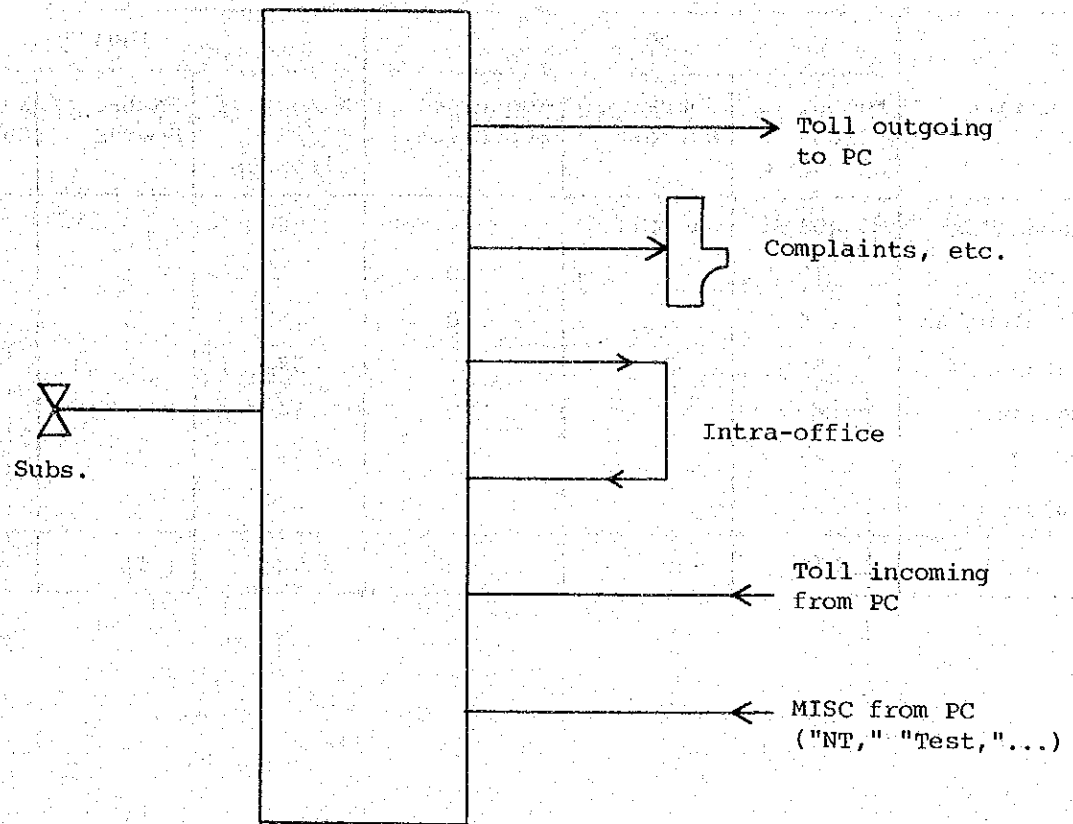 Toll outgoing
to PC
Complaints, etc.
Intra-office
Subs.
Toll incoming
from PC
MISC from PC
("NT," "Test,"...)